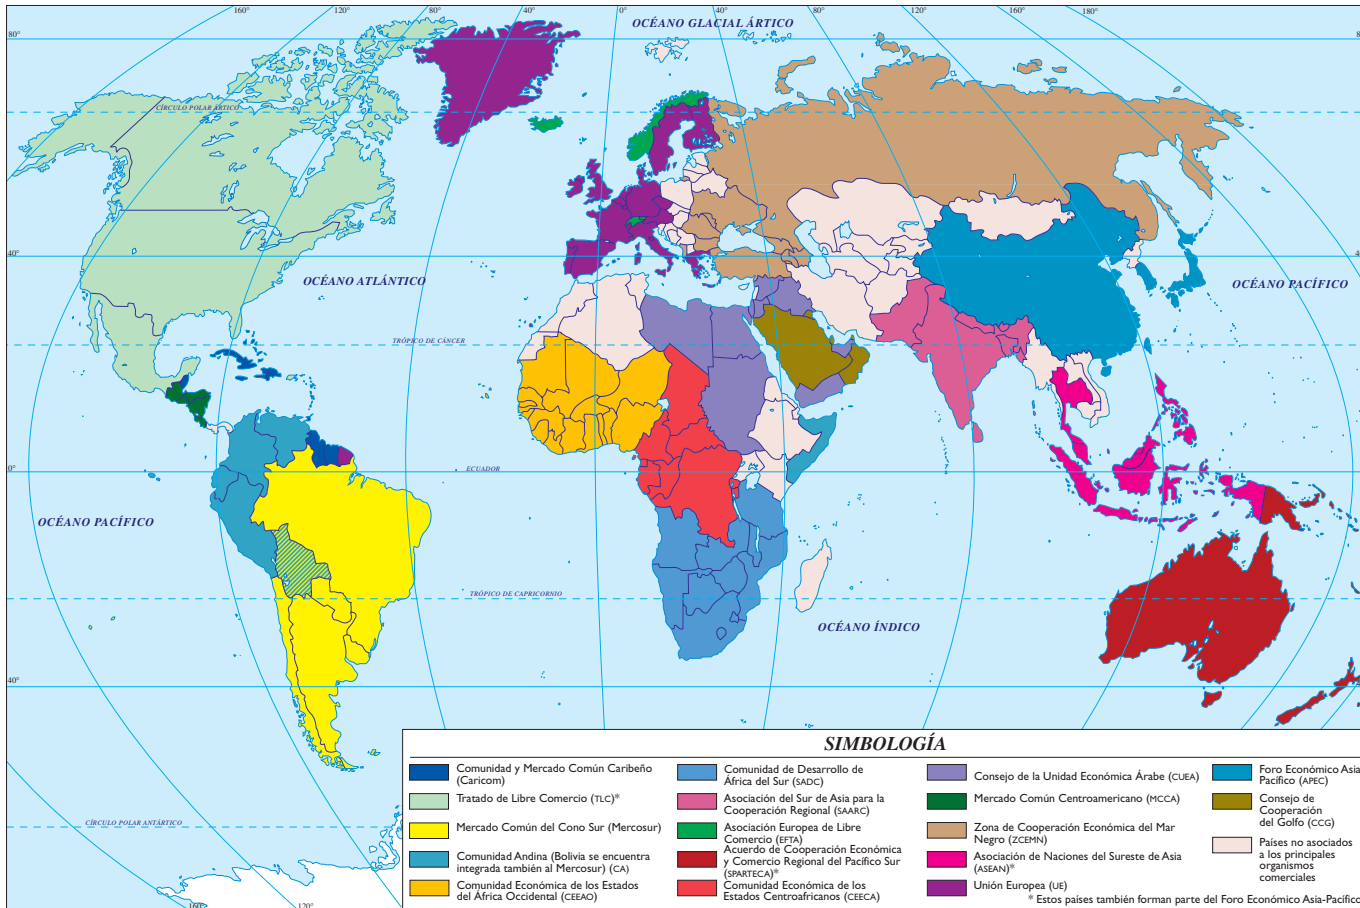 160°
120°
80°
40°
0°
40°
80°
120°
160°
180°
OCÉANO GLACIAL ÁRTICO
80°
CÍRCULO POLAR ÁRTICO
40°
OCÉANO ATLÁNTICO
OCÉANO PACÍFICO
TRÓPICO DE CÁNCER
0°
ECUADOR
OCÉANO PACÍFICO
TRÓPICO DE CAPRICORNIO
OCÉANO ÍNDICO
40°
CÍRCULO POLAR ANTÁRTICO
160°
120°
SIMBOLOGÍA
Comunidad y Mercado Común Caribeño
(Caricom)
Tratado de Libre Comercio (TLC)*
Mercado Común del Cono Sur (Mercosur)
Comunidad Andina (Bolivia se encuentra
integrada también al Mercosur) (CA)
Comunidad Económica de los Estados
del África Occidental (CEEAO)
Comunidad de Desarrollo de
África del Sur (SADC)
Asociación del Sur de Asia para la
Cooperación Regional (SAARC)
Asociación Europea de Libre
Comercio (EFTA)
Acuerdo de Cooperación Económica
y Comercio Regional del Pacífico Sur
(SPARTECA)*
Comunidad Económica de los
Estados Centroafricanos (CEECA)
Consejo de la Unidad Económica Árabe (CUEA)
Mercado Común Centroamericano (MCCA)
Zona de Cooperación Económica del Mar
Negro (ZCEMN)
Asociación de Naciones del Sureste de Asia
(ASEAN)*
Unión Europea (UE)
Foro Económico Asia
Pacífico (APEC)
Consejo de
Cooperación
del Golfo (CCG)
Países no asociados
a los principales
organismos
comerciales
* Estos países también forman parte del Foro Económico Asia-Pacífico